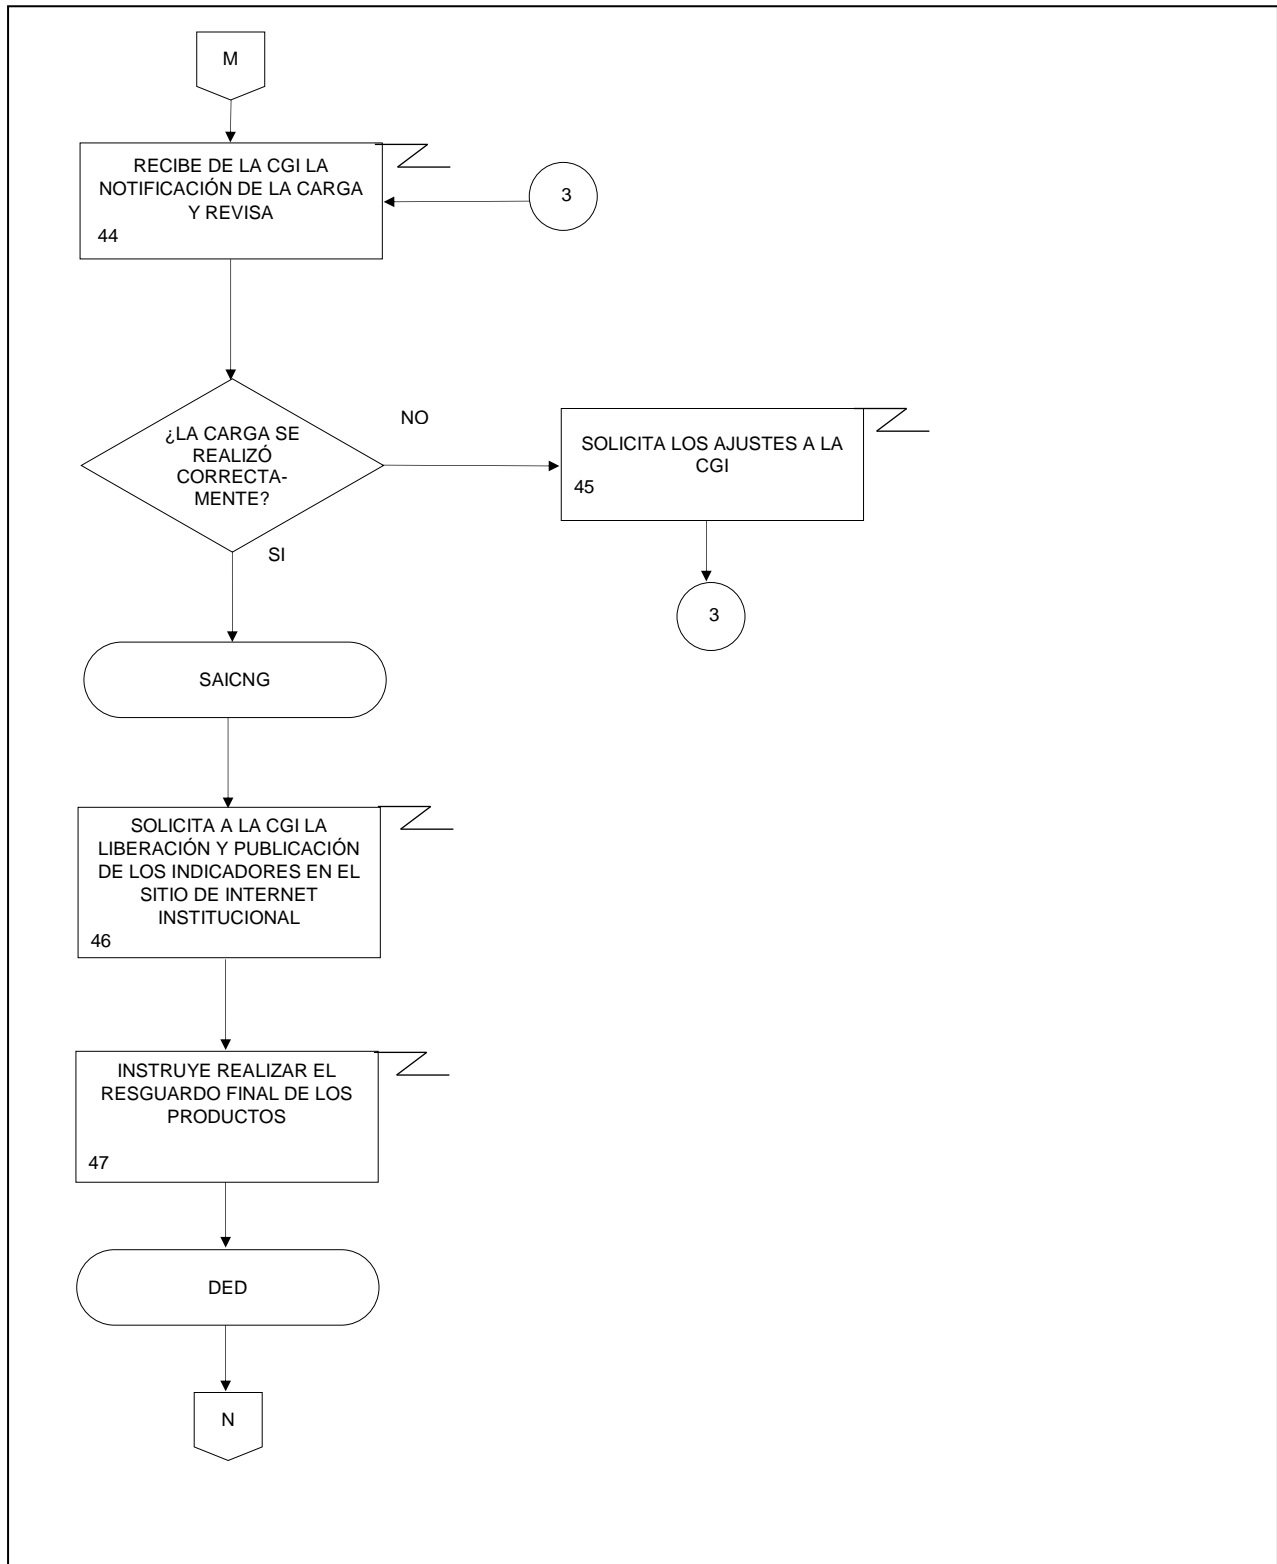 M
RECIBE DE LA CGI LA
NOTIFICACIÓN DE LA CARGA
Y REVISA
44
3
¿LA CARGA SE
REALIZÓ
CORRECTA-
MENTE?
NO
SOLICITA LOS AJUSTES A LA
CGI
45
SI
3
SAICNG
SOLICITA A LA CGI LA
LIBERACIÓN Y PUBLICACIÓN
DE LOS INDICADORES EN EL
SITIO DE INTERNET
INSTITUCIONAL
46
INSTRUYE REALIZAR EL
RESGUARDO FINAL DE LOS
PRODUCTOS
47
DED
N